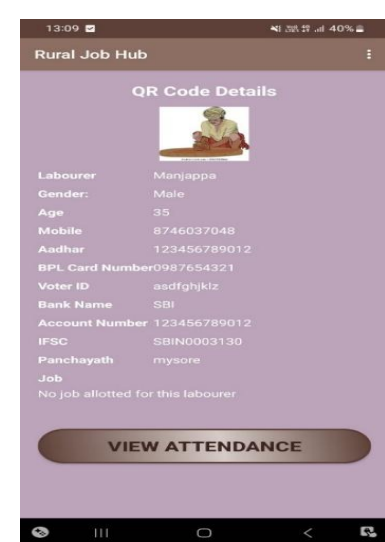 13:09 40%
Rural Job Hub
QR Code Details
Labourer Manjappa
Gender: Male
Age 35
Mobile 8746037048
Aadhar 123456789012
BPL Card Number0987654321
Voter ID asdfghjklz
Bank Name SBI
Account Number 123456789012
IFSC SBIN0003130
Panchayath mysore
Job
No job allotted for this labourer
VIEW ATTENDANCE